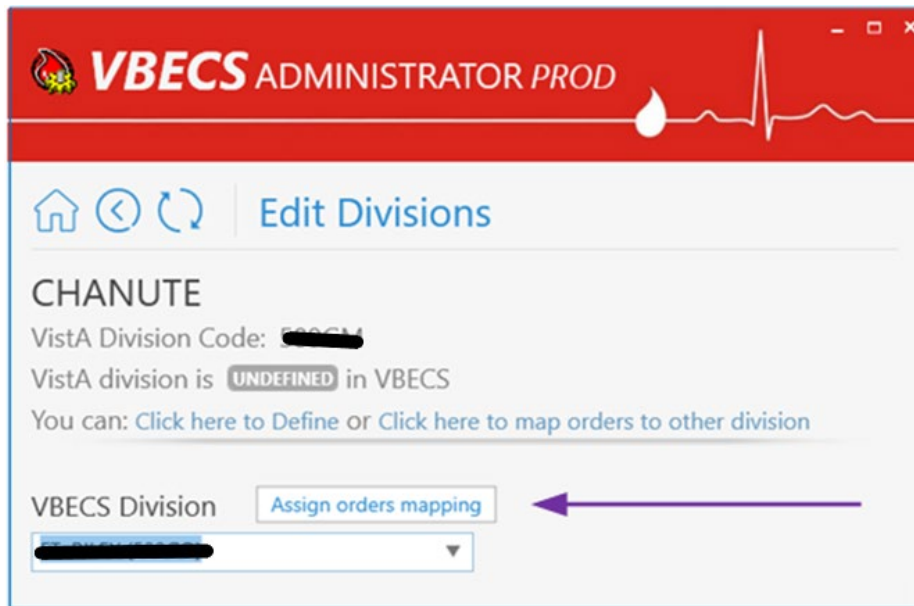 VBECS ADMINISTRATOR PROD
Edit Divisions
CHANUTE
VistA Division Code:
VistA division is UNDEFINED in VBECS
You can: Click here to Define or Click here to map orders to other division
VBECS Division Assign orders mapping